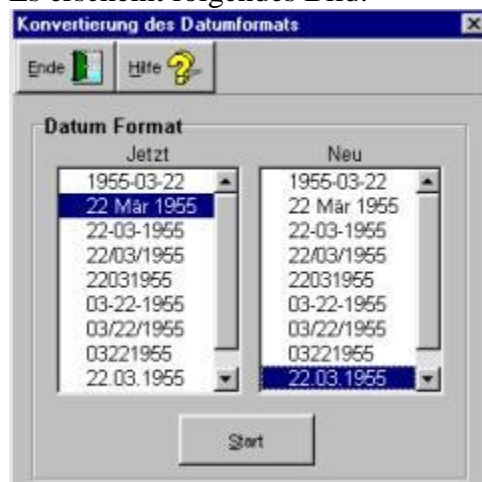 Es erscheint folgendes Bild:
Konvertierung des Datumformats
Ende Hilfe
Datum Format
Jetzt Neu
1955-03-22 1955-03-22
22 Mär 1955 22 Mär 1955
22-03-1955 22-03-1955
22/03/1955 22/03/1955
22031955 22031955
03-22-1955 03-22-1955
03/22/1955 03/22/1955
03221955 03221955
22.03.1955 22.03.1955
Start